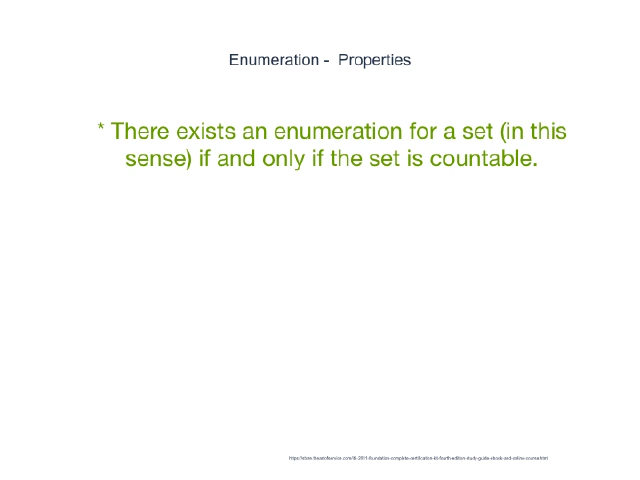 Enumeration -  Properties
* There exists an enumeration for a set (in this
sense) if and only if the set is countable.